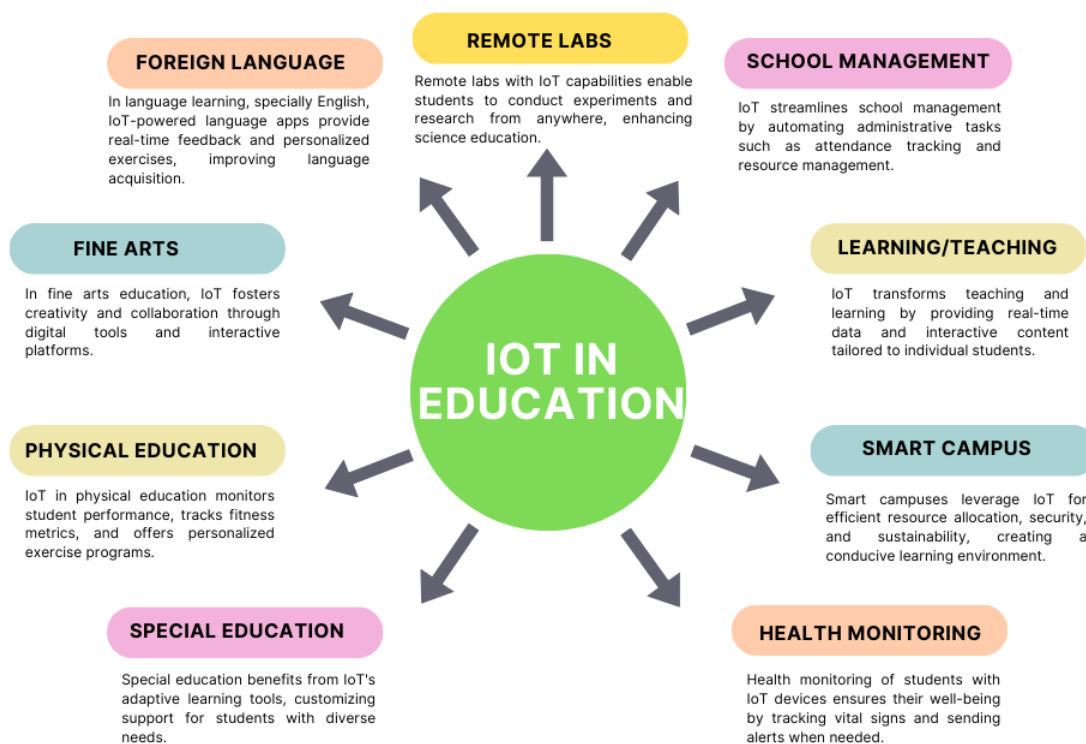 REMOTE LABS
Remote labs with IoT capabilities enable
students to conduct experiments and
research from anywhere, enhancing
science education.
FOREIGN LANGUAGE
In language learning, specially English,
IoT-powered language apps provide
real-time feedback and personalized
exercises, improving language
acquisition.
SCHOOL MANAGEMENT
IoT streamlines school management
by automating administrative tasks
such as attendance tracking and
resource management.
FINE ARTS
In fine arts education, IoT fosters
creativity and collaboration through
digital tools and interactive
platforms.
LEARNING/TEACHING
IoT transforms teaching and
learning by providing real-time
data and interactive content
tailored to individual students.
IOT IN
EDUCATION
PHYSICAL EDUCATION
IoT in physical education monitors
student performance, tracks fitness
metrics, and offers personalized
exercise programs.
SMART CAMPUS
Smart campuses leverage IoT for
efficient resource allocation, security,
and sustainability, creating a
conducive learning environment.
SPECIAL EDUCATION
Special education benefits from IoT's
adaptive learning tools, customizing
support for students with diverse
needs.
HEALTH MONITORING
Health monitoring of students with
IoT devices ensures their well-being
by tracking vital signs and sending
alerts when needed.